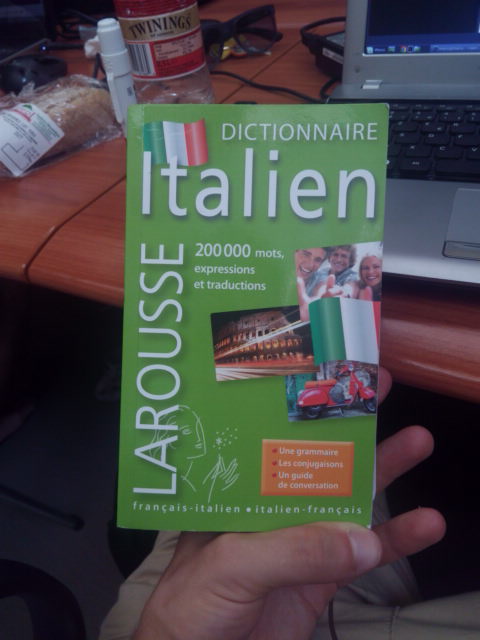 TWININGS
DICTIONNAIRE
Italien
LAROUSSE
200 000 mots,
expressions
et traductions
Une grammaire
Les conjugaisons
Un guide
de conversation
français-italien • italien-français